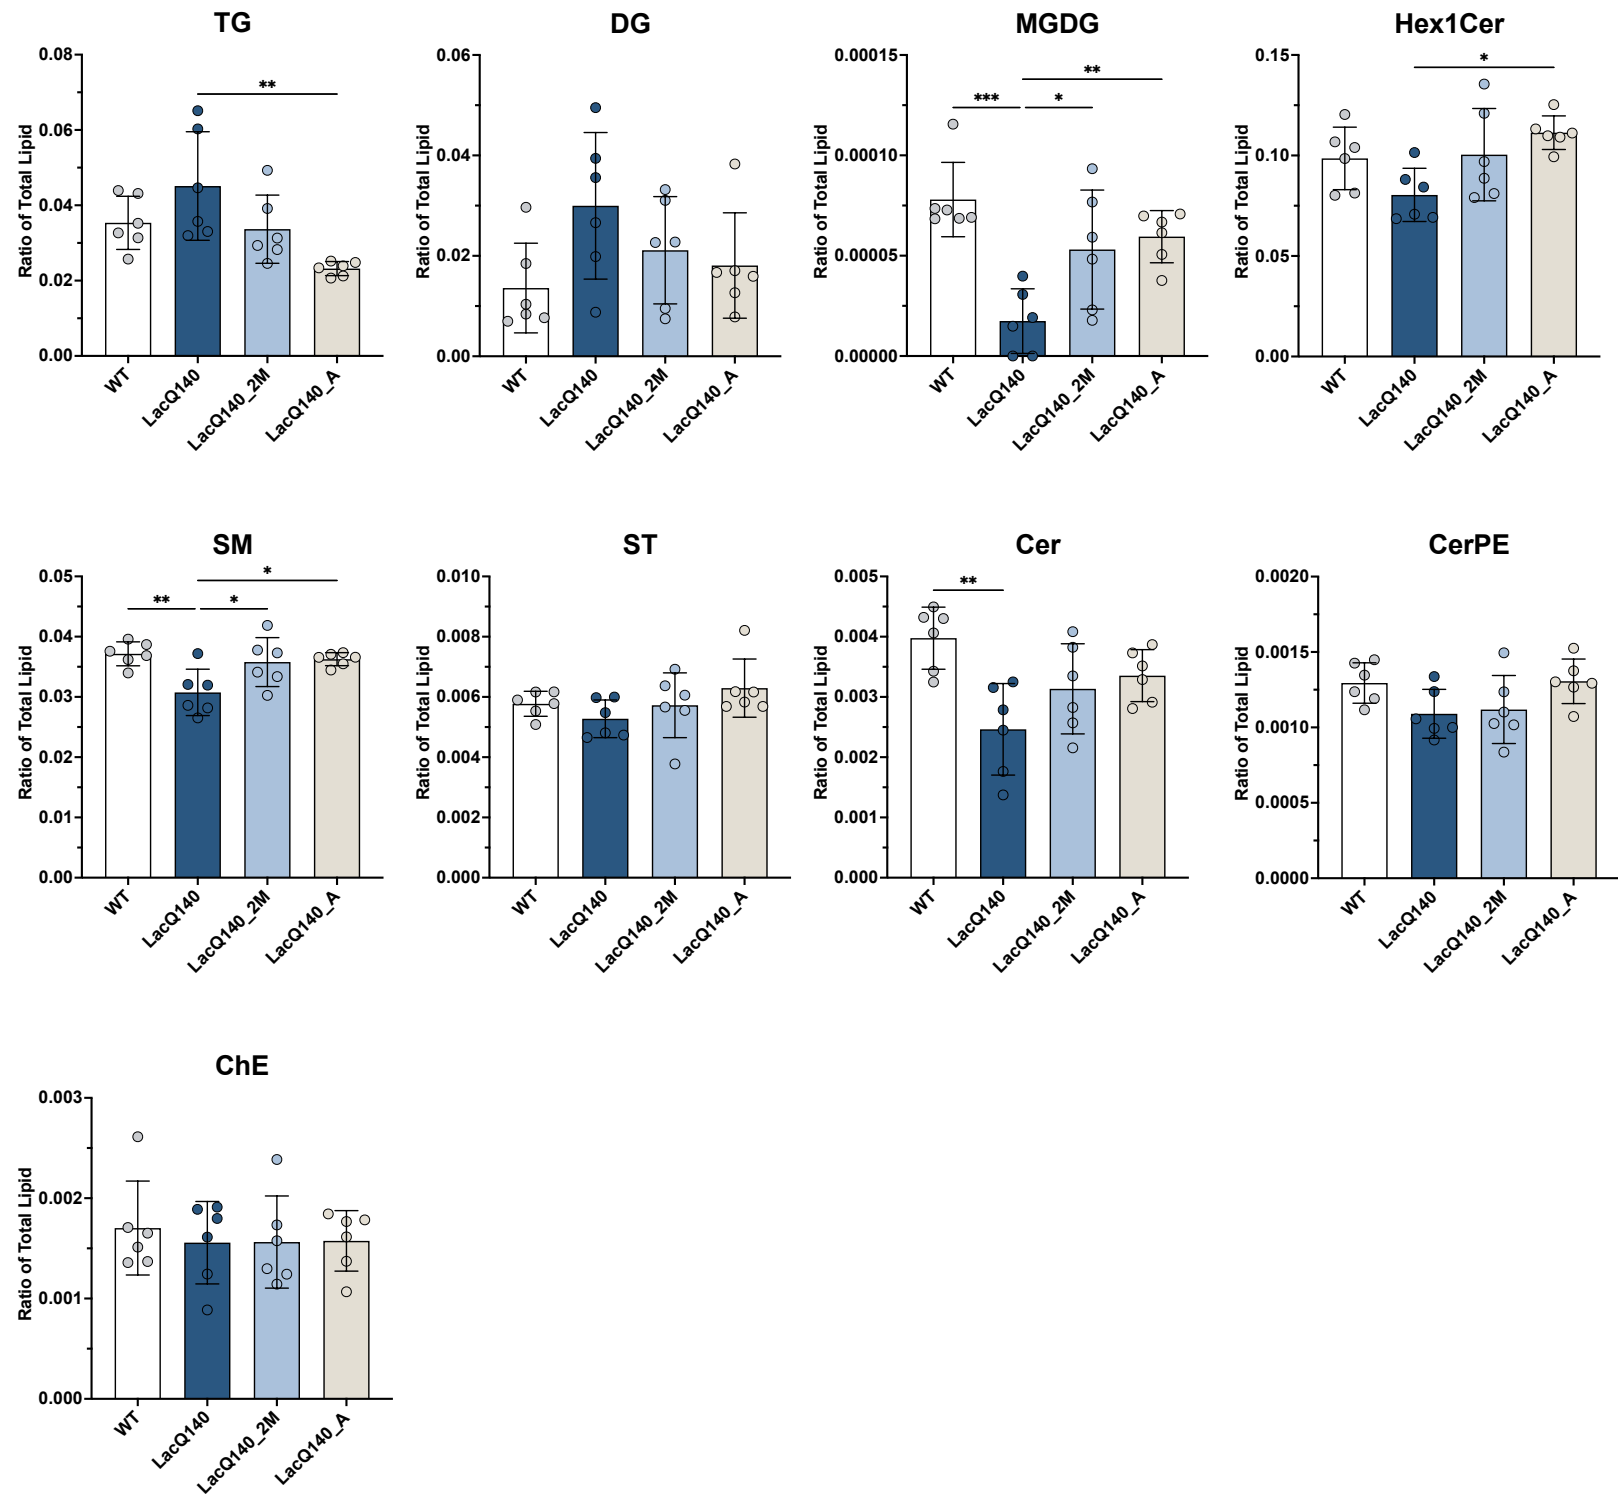 TG
DG
MGDG
Hex1Cer
Ratio of Total Lipid
0.08
0.06
0.04
0.02
0.00
**
WT
LacQ140
LacQ140_2M
LacQ140_A
Ratio of Total Lipid
0.06
0.04
0.02
0.00
WT
LacQ140
LacQ140_2M
LacQ140_A
Ratio of Total Lipid
0.00015
0.00010
0.00005
0.00000
**
*** *
WT
LacQ140
LacQ140_2M
LacQ140_A
Ratio of Total Lipid
0.15
0.10
0.05
0.00
*
WT
LacQ140
LacQ140_2M
LacQ140_A
SM
ST
Cer
CerPE
Ratio of Total Lipid
0.05
0.04
0.03
0.02
0.01
0.00
*
** *
WT
LacQ140
LacQ140_2M
LacQ140_A
Ratio of Total Lipid
0.010
0.008
0.006
0.004
0.002
0.000
WT
LacQ140
LacQ140_2M
LacQ140_A
Ratio of Total Lipid
0.005
0.004
0.003
0.002
0.001
0.000
**
WT
LacQ140
LacQ140_2M
LacQ140_A
Ratio of Total Lipid
0.0020
0.0015
0.0010
0.0005
0.0000
WT
LacQ140
LacQ140_2M
LacQ140_A
ChE
Ratio of Total Lipid
0.003
0.002
0.001
0.000
WT
LacQ140
LacQ140_2M
LacQ140_A